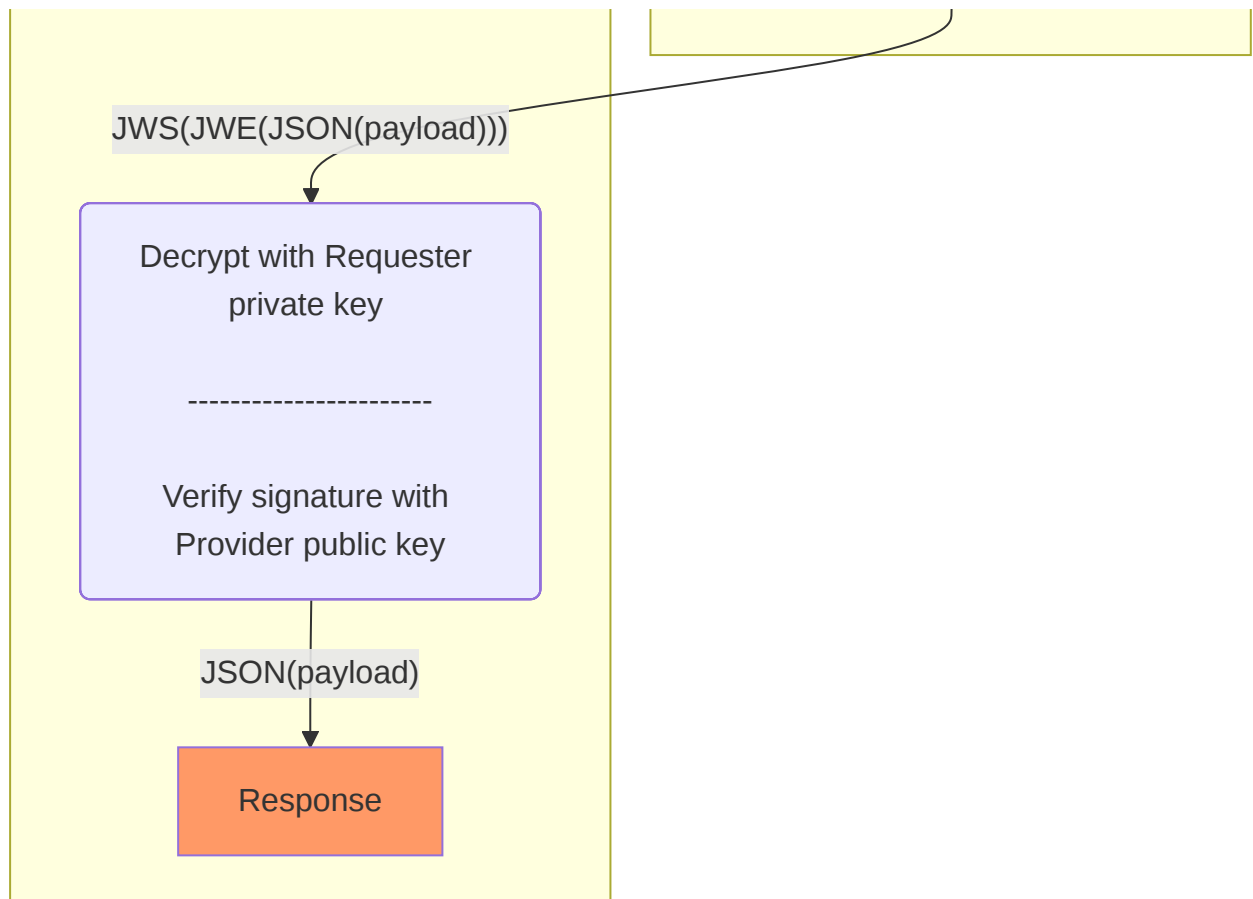 JWS(JWE(JSON(payload)))
Decrypt with Requester
private key
-----------------------
Verify signature with
Provider public key
JSON(payload)
Response